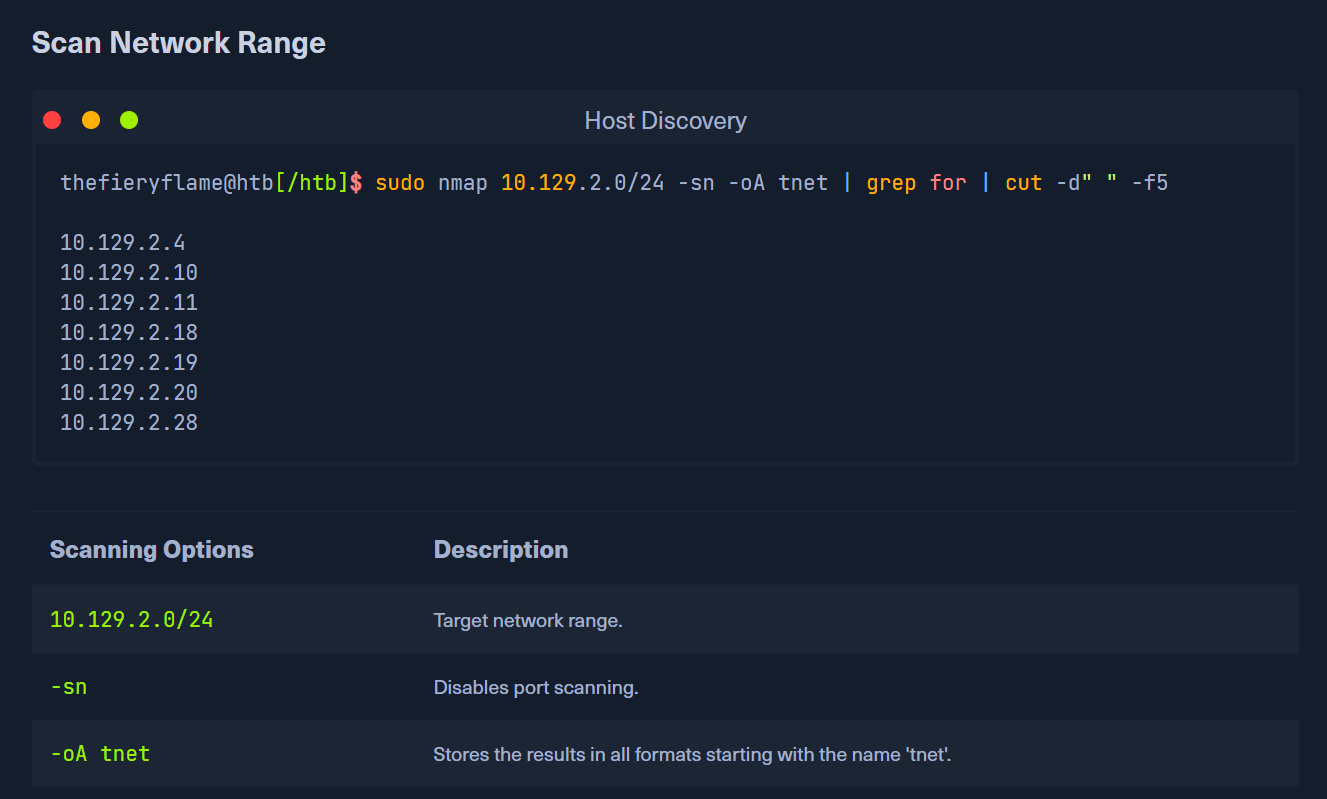 Scan Network Range
Host Discovery
thefieryflame@htb[/htb]$ sudo nmap 10.129.2.0/24 -sn -oA tnet | grep for | cut -d" " -f5
10.129.2.4
10.129.2.10
10.129.2.11
10.129.2.18
10.129.2.19
10.129.2.20
10.129.2.28
Scanning Options Description
10.129.2.0/24 Target network range.
-sn Disables port scanning.
-oA tnet Stores the results in all formats starting with the name 'tnet'.